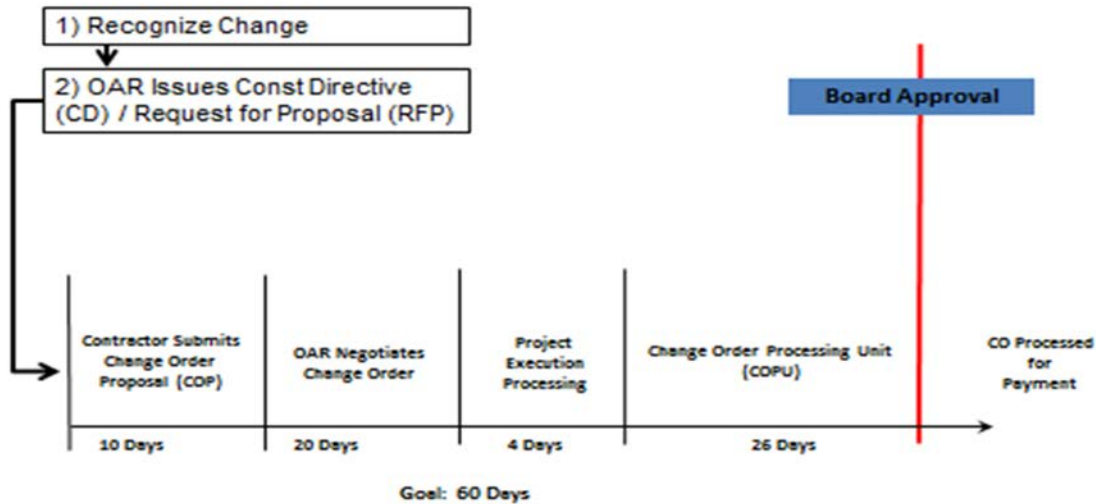 1) Recognize Change
2) OAR Issues Const Directive
(CD) / Request for Proposal (RFP)
Board Approval
Contractor Submits
Change Order
Proposal (COP)
OAR Negotiates
Change Order
Project
Execution
Processing
Change Order Processing Unit
(COPU)
CO Processed
for
Payment
10 Days
20 Days
4 Days
26 Days
Goal: 60 Days